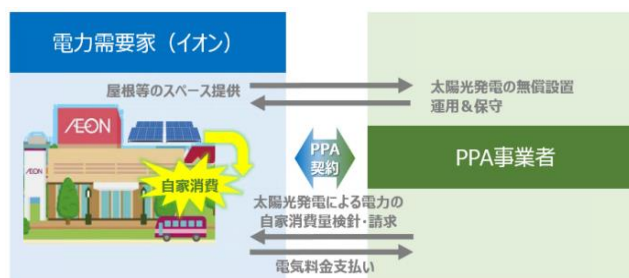 電力需要家（イオン）
屋根等のスペース提供
太陽光発電の無償設置
運用＆保守
ÆON
ÆON
自家消費
PPA
契約
PPA事業者
太陽光発電による電力の
自家消費量検針・請求
電気料金支払い